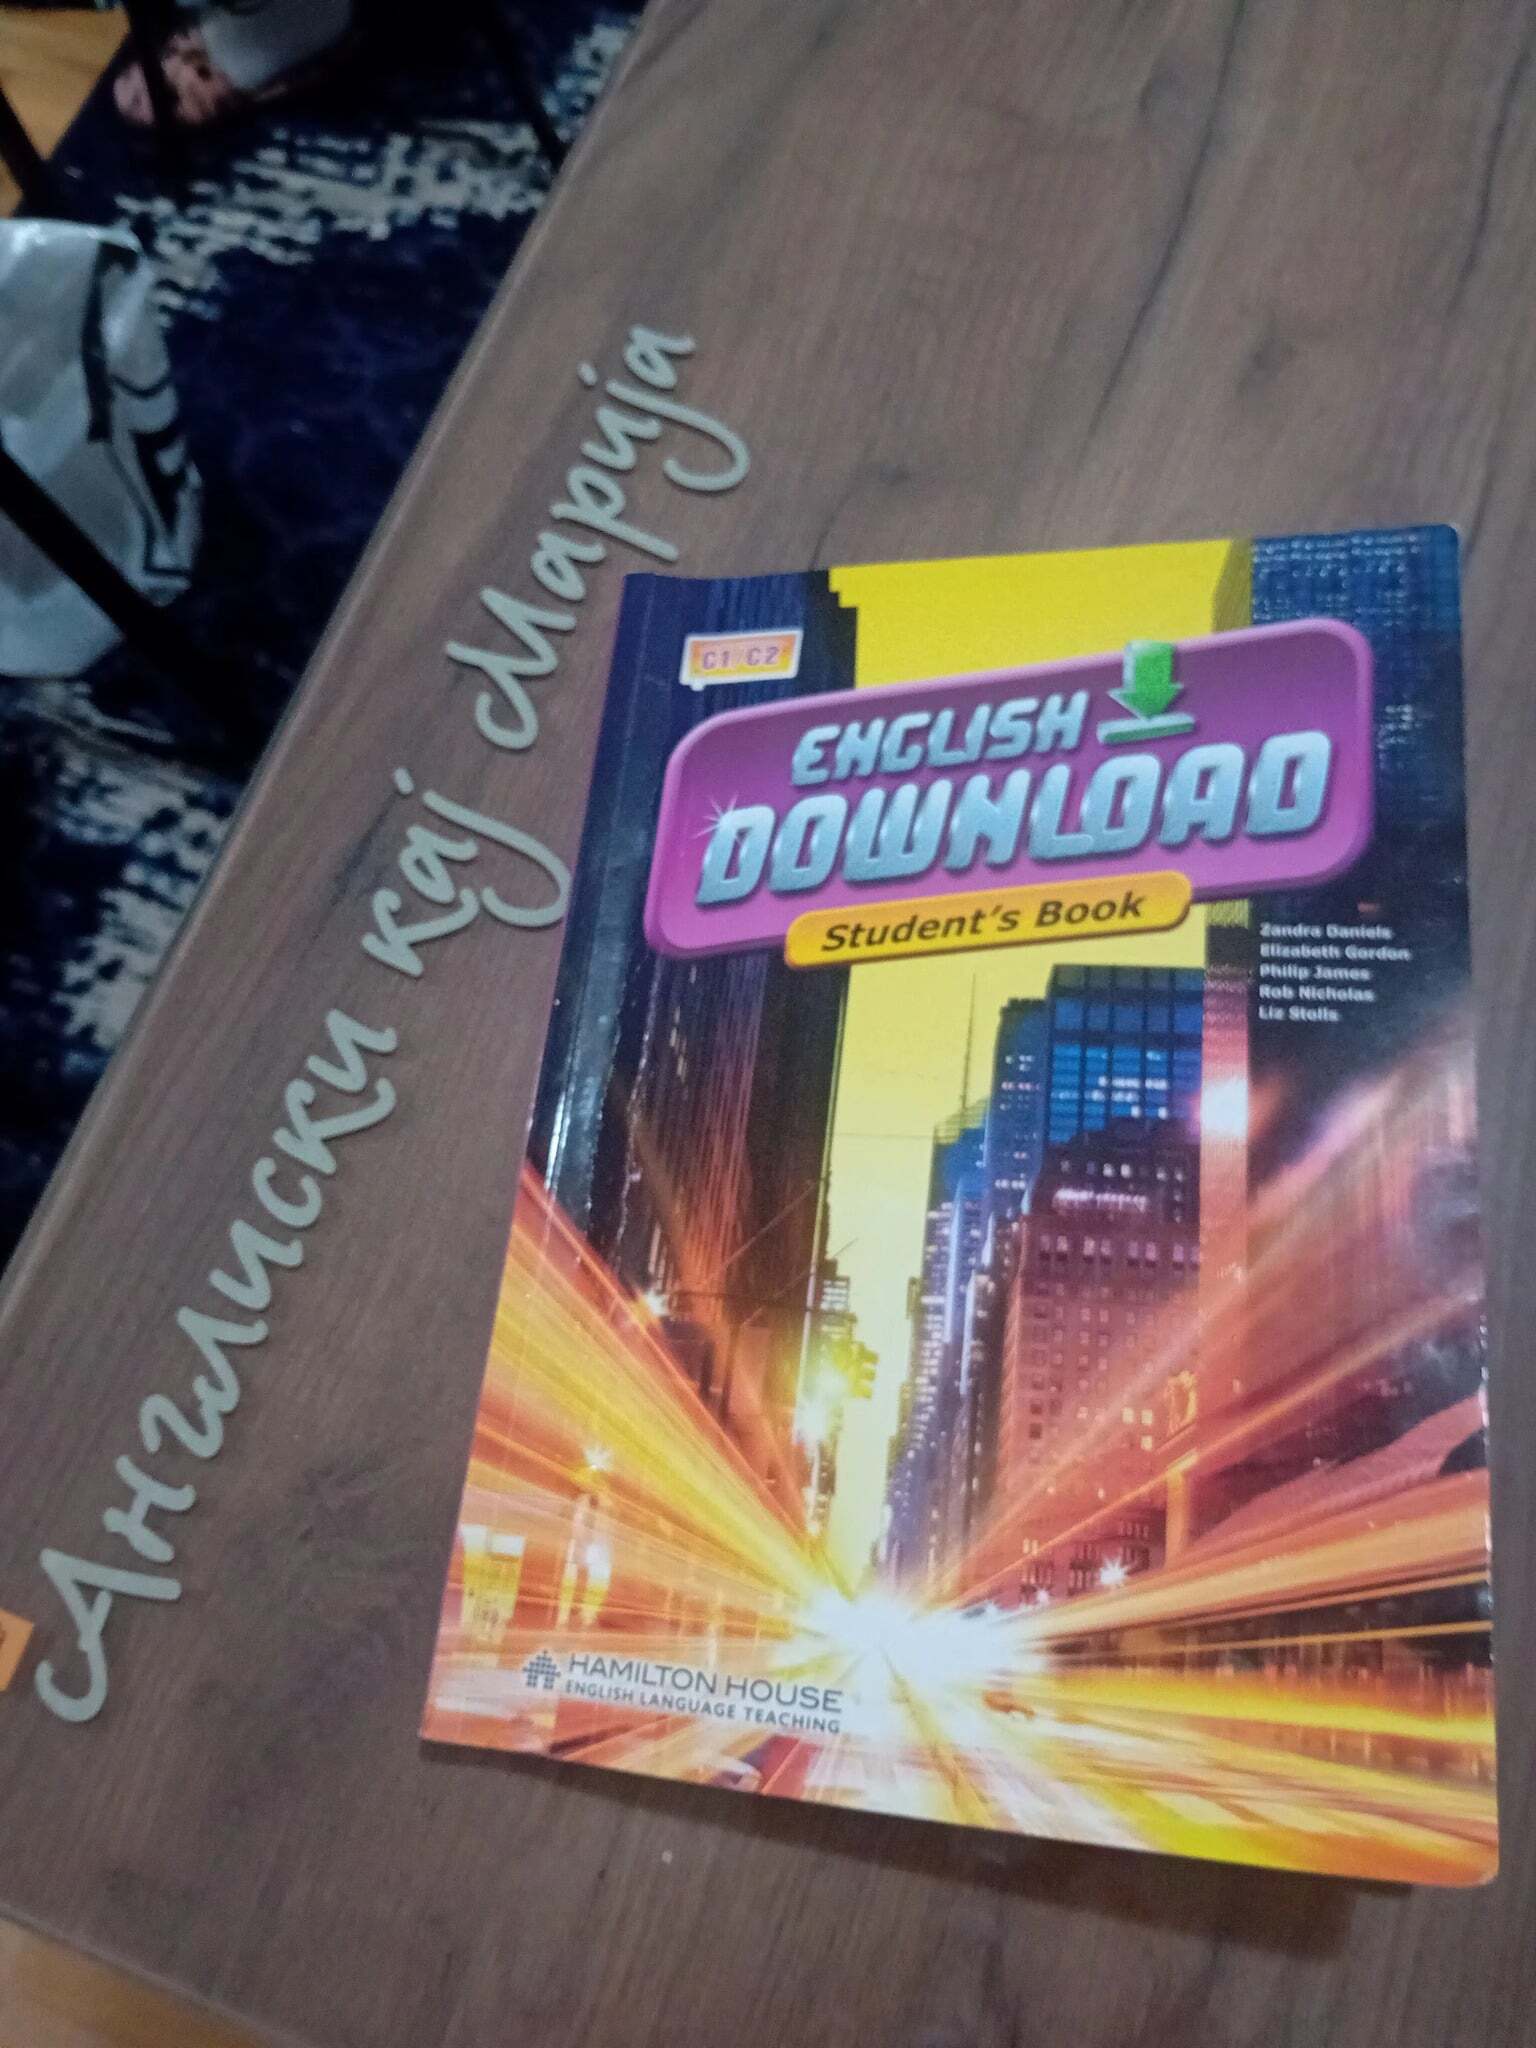 Англиски кај Марија
C1/C2
ENGLISH
DOWNLOAD
Student's Book
Zandra Daniels
Elizabeth Gordon
Philip James
Rob Nicholas
Liz Stolls
HAMILTON HOUSE
ENGLISH LANGUAGE TEACHING